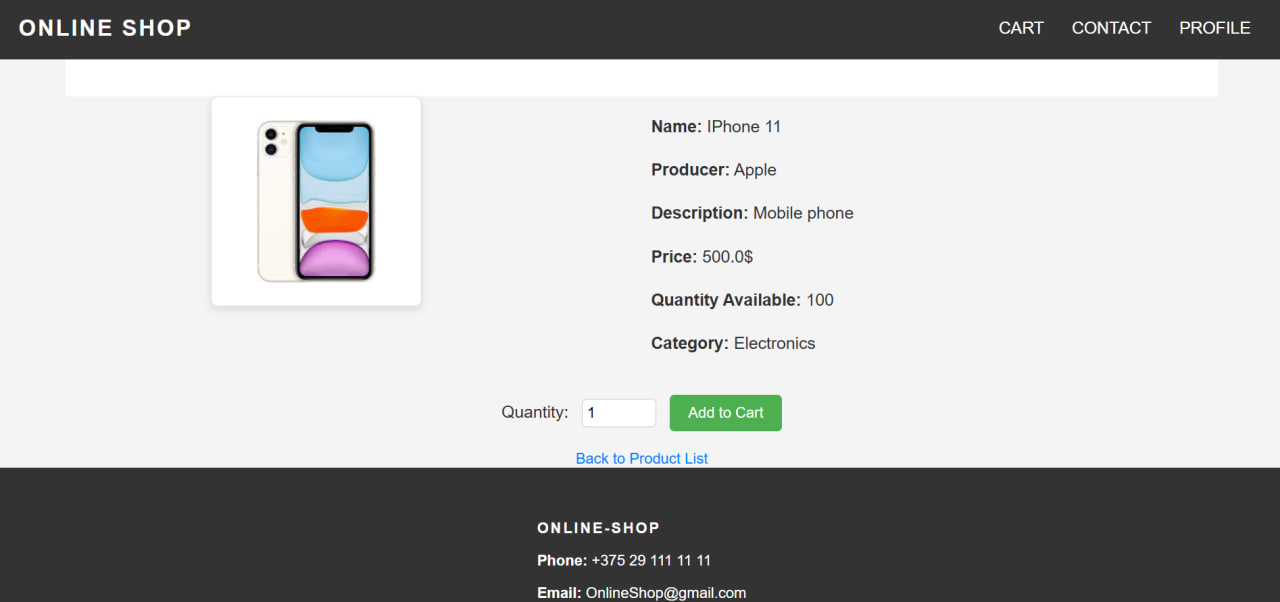 ONLINE SHOP
CART CONTACT PROFILE
Name: IPhone 11
Producer: Apple
Description: Mobile phone
Price: 500.0$
Quantity Available: 100
Category: Electronics
Quantity: 1 Add to Cart
Back to Product List
ONLINE-SHOP
Phone: +375 29 111 11 11
Email: OnlineShop@gmail.com